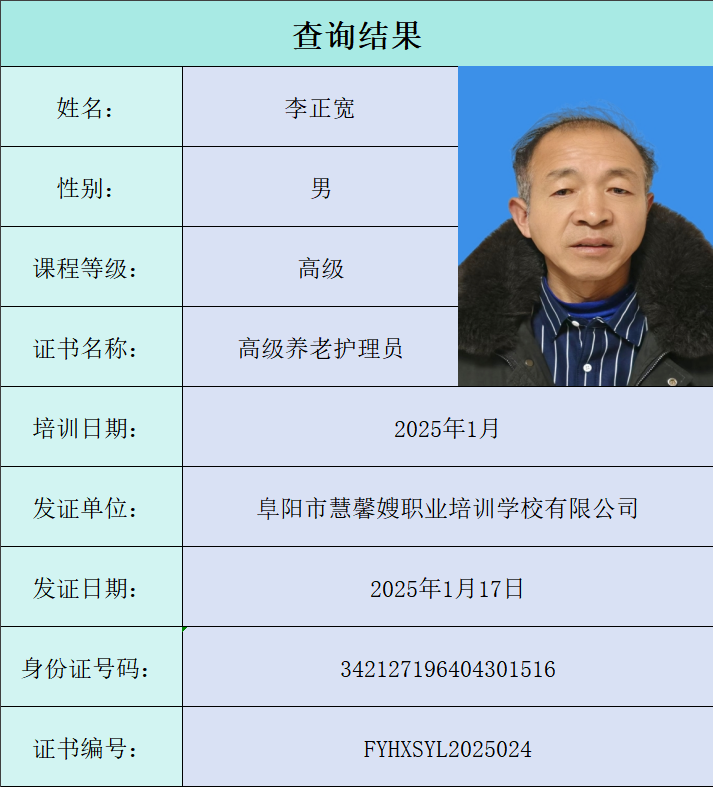 查询结果
姓名： 李正宽
性别： 男
课程等级： 高级
证书名称： 高级养老护理员
培训日期： 2025年1月
发证单位： 阜阳市慧馨嫂职业培训学校有限公司
发证日期： 2025年1月17日
身份证号码： 342127196404301516
证书编号： FYHXSYL2025024